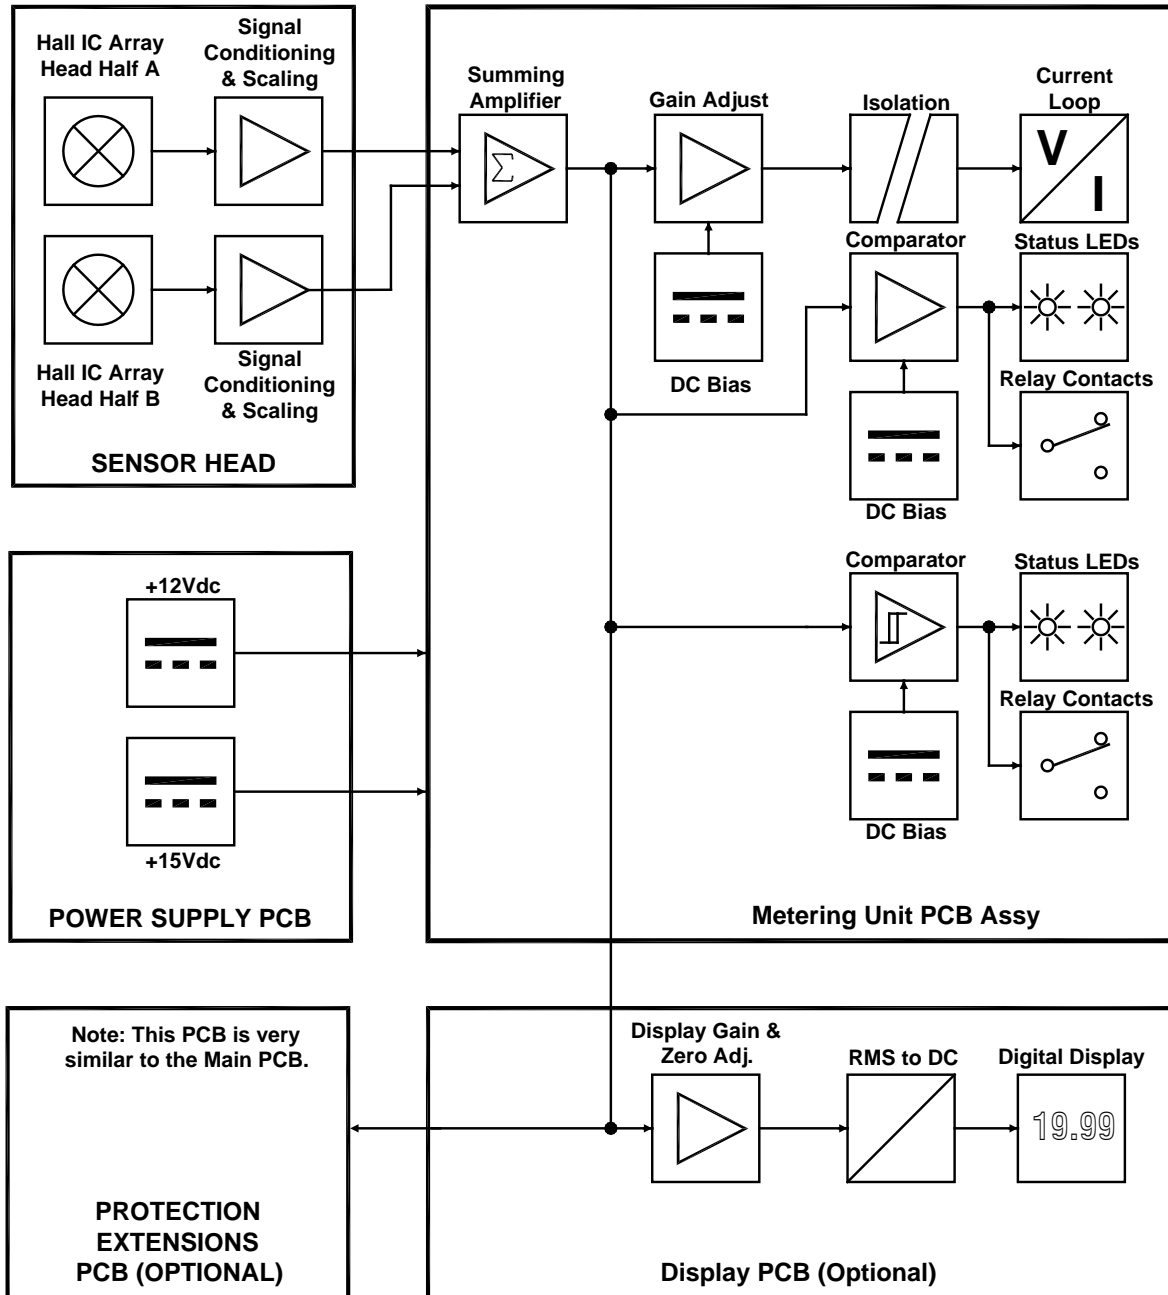 Hall IC Array
Head Half A
Signal
Conditioning
& Scaling
Hall IC Array
Head Half B
Signal
Conditioning
& Scaling
SENSOR HEAD
Summing
Amplifier
Σ
Gain Adjust
DC Bias
Isolation
Current
Loop
V
I
Comparator
DC Bias
Status LEDs
Relay Contacts
Comparator
DC Bias
Status LEDs
Relay Contacts
Metering Unit PCB Assy
+12Vdc
+15Vdc
POWER SUPPLY PCB
Note: This PCB is very
similar to the Main PCB.
PROTECTION
EXTENSIONS
PCB (OPTIONAL)
Display Gain &
Zero Adj.
RMS to DC
Digital Display
19.99
Display PCB (Optional)